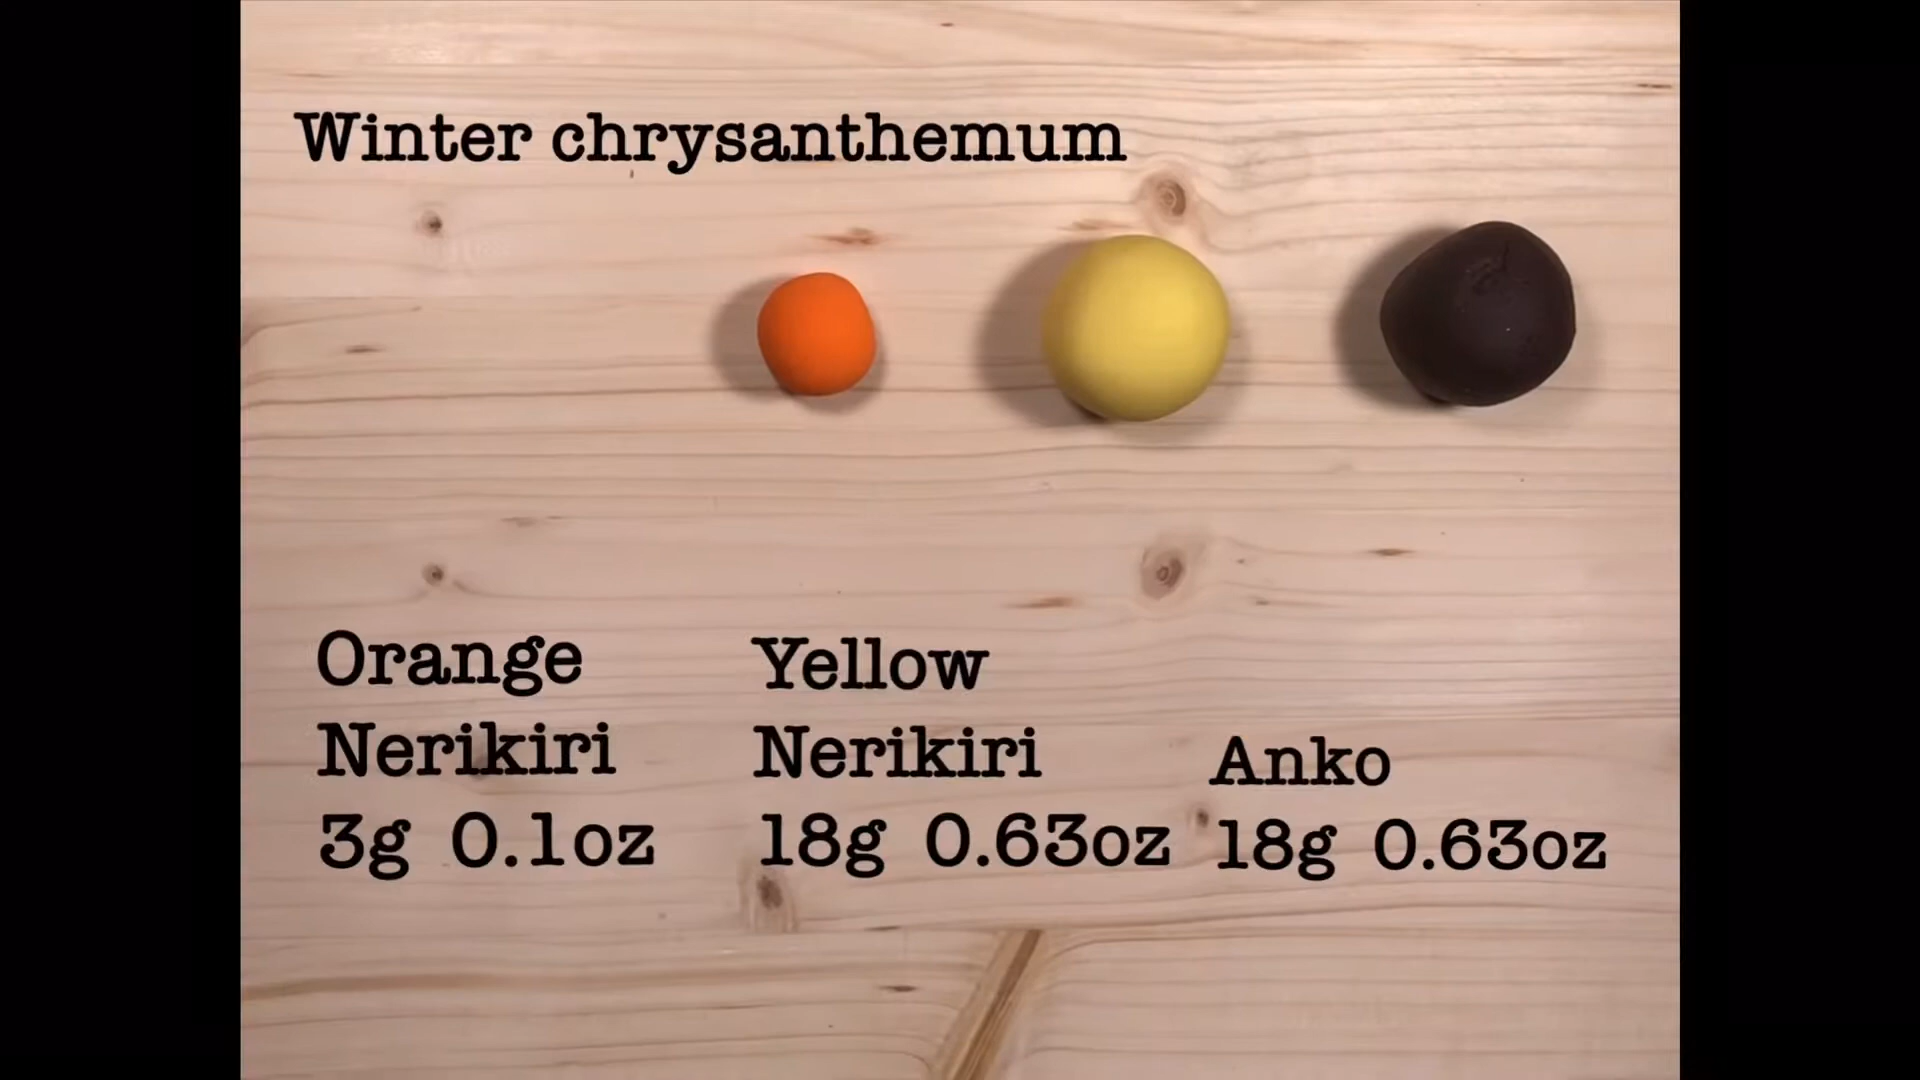 Winter chrysanthemum
Orange
Nerikiri
3g 0.1oz
Yellow
Nerikiri
18g 0.63oz
Anko
18g 0.63oz